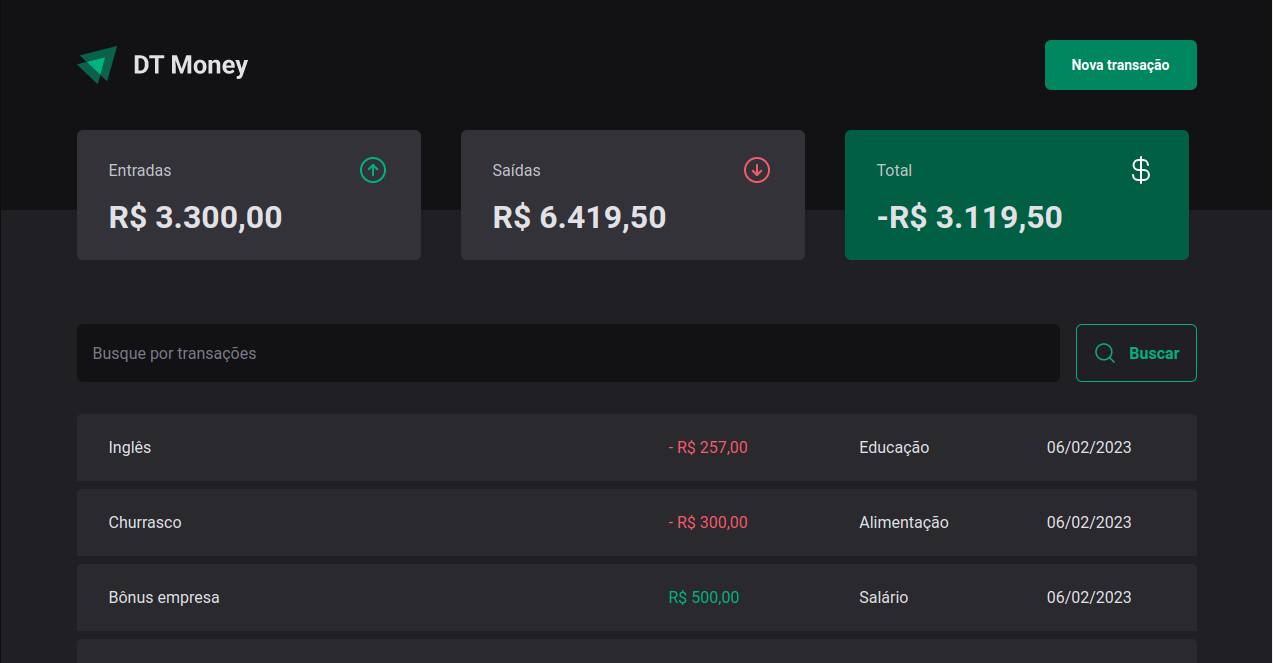 DT Money
Nova transação
Entradas
R$ 3.300,00
Saídas
R$ 6.419,50
Total
$
-R$ 3.119,50
Busque por transações
Buscar
Inglês - R$ 257,00 Educação 06/02/2023
Churrasco - R$ 300,00 Alimentação 06/02/2023
Bônus empresa R$ 500,00 Salário 06/02/2023